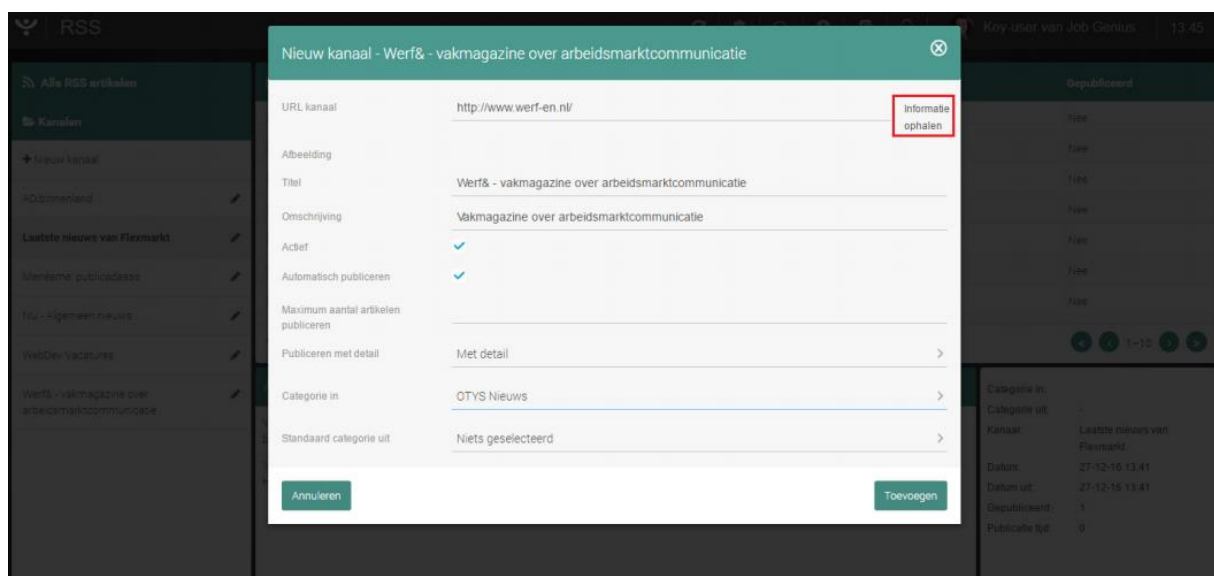 RSS
Key-user van Job Genius
13:45
Nieuw kanaal - Werf& - vakmagazine over arbeidsmarktcommunicatie
Alle RSS artikelen
Gepubliceerd
URL kanaal
http://www.werf-en.nl/
Informatie
ophalen
Kanalen
Nee
Nieuw kanaal
Afbeelding
Nee
Titel
Werf& - vakmagazine over arbeidsmarktcommunicatie
Nee
Omschrijving
Vakmagazine over arbeidsmarktcommunicatie
Nee
Laatste nieuws van Flexmarkt
Actief
Nee
Automatisch publiceren
Nee
Maximum aantal artikelen
publiceren
NU - Algemeen nieuws
Nee
Publiceren met detail
Met detail
WebDev Vacatures
1-10
Categorie in
OTYS Nieuws
Werf& - vakmagazine over
arbeidsmarktcommunicatie
Categorie in:
Categorie uit: -
Standaard categorie uit
Niets geselecteerd
Kanaal: Laatste nieuws van
Flexmarkt
Datum: 27-12-16 13:41
Datum uit: 27-12-16 13:41
Annuleren
Toevoegen
Gepubliceerd: 1
Publicatie tijd: 0